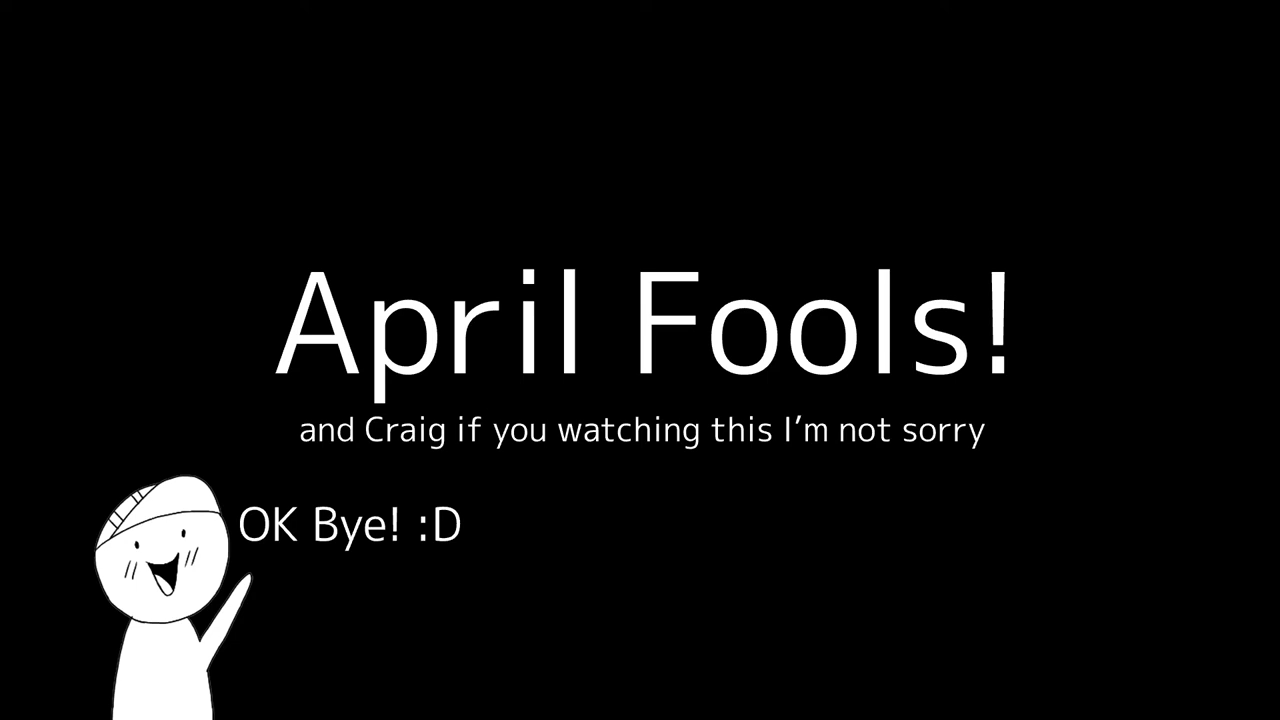 April Fools!
and Craig if you watching this I’m not sorry
OK Bye! :D